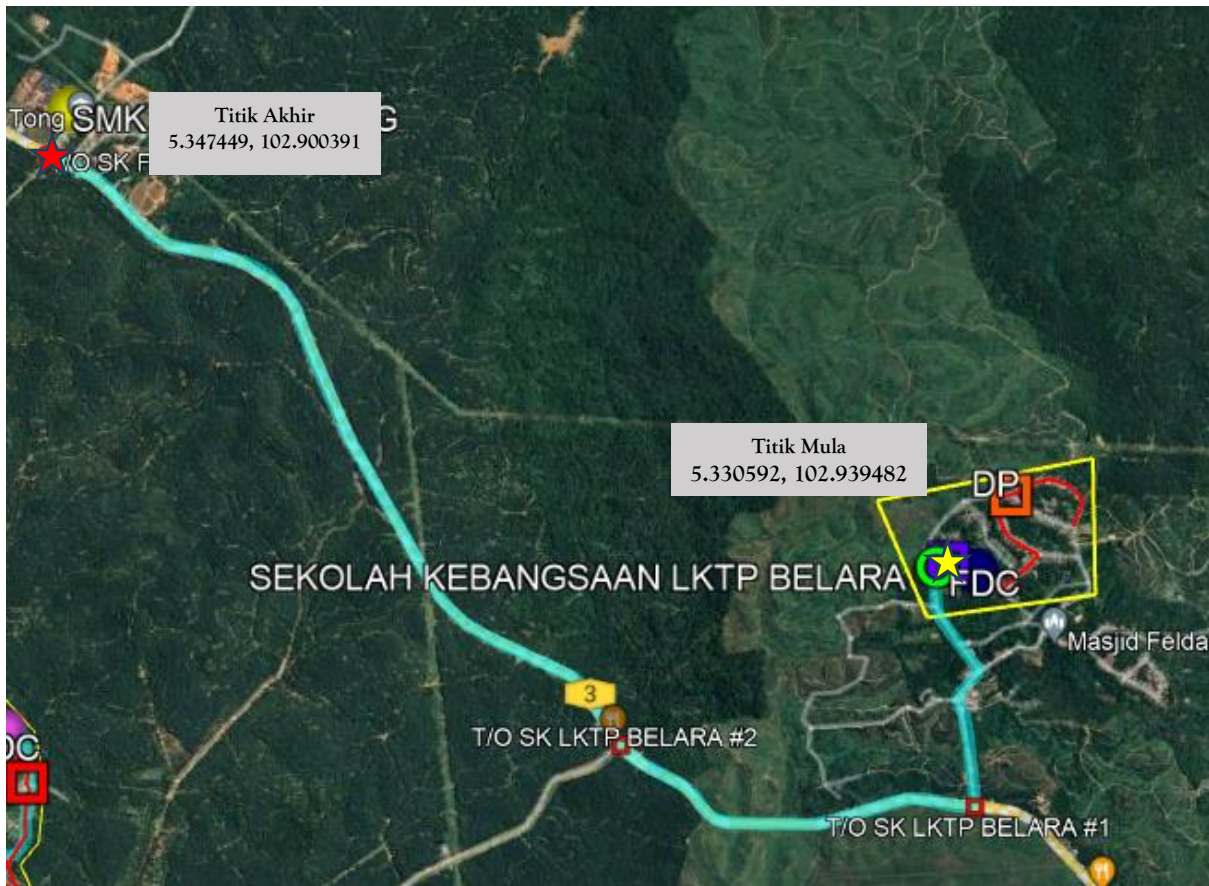 Tong
SMK
G
Titik Akhir
5.347449, 102.900391
T/O SK F
Titik Mula
5.330592, 102.939482
DP
SEKOLAH KEBANGSAAN LKTP BELARA
FDC
Masjid Felda
3
T/O SK LKTP BELARA #2
DC
T/O SK LKTP BELARA #1